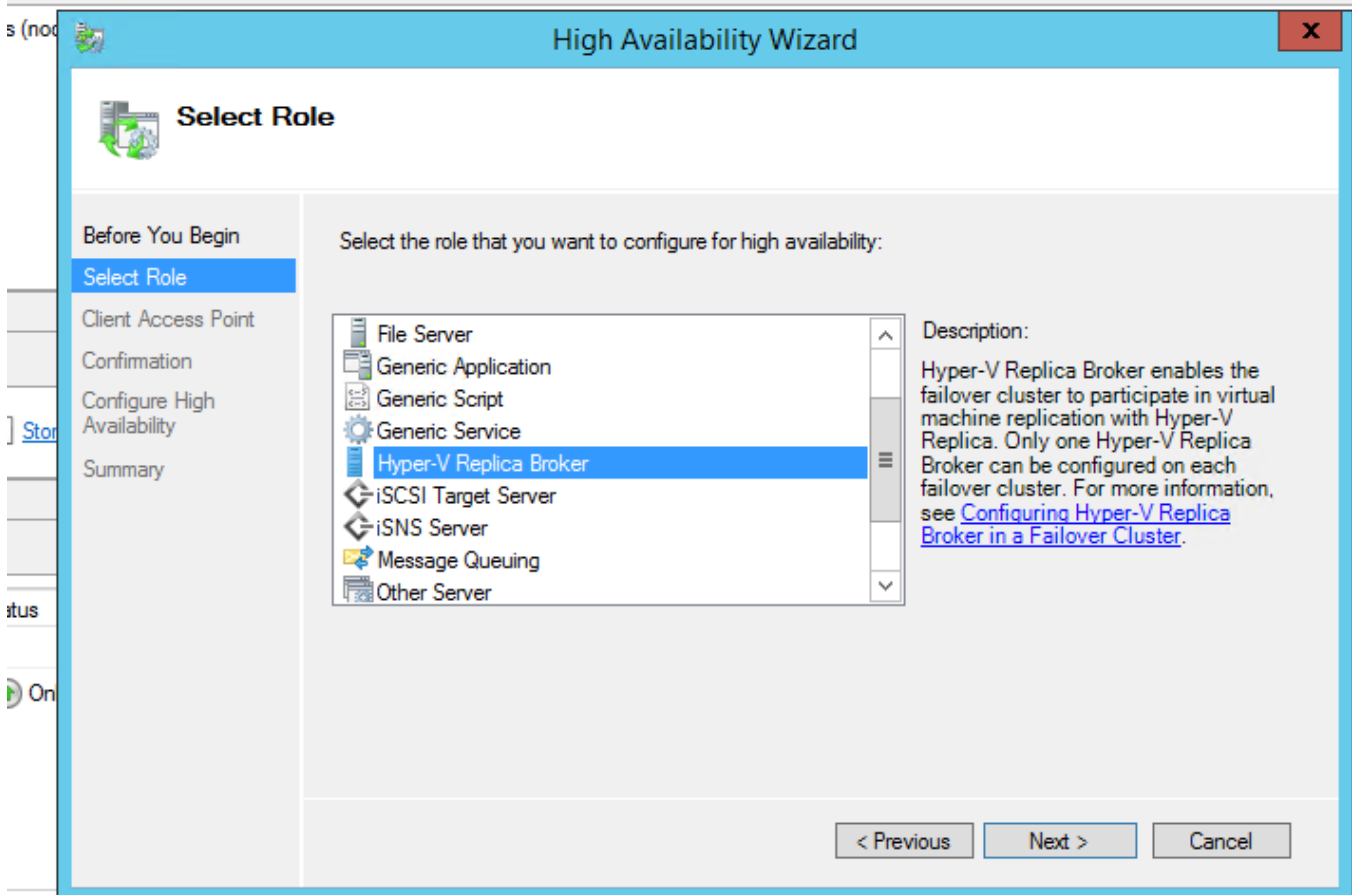 s (nod
High Availability Wizard
x
Select Role
Before You Begin
Select Role
Client Access Point
Confirmation
Configure High
Availability
Summary
Select the role that you want to configure for high availability:
File Server
Generic Application
Generic Script
Generic Service
Hyper-V Replica Broker
iSCSI Target Server
iSNS Server
Message Queuing
Other Server
Description:
Hyper-V Replica Broker enables the
failover cluster to participate in virtual
machine replication with Hyper-V
Replica. Only one Hyper-V Replica
Broker can be configured on each
failover cluster. For more information,
see Configuring Hyper-V Replica
Broker in a Failover Cluster.
Stor
atus
Onl
< Previous
Next >
Cancel